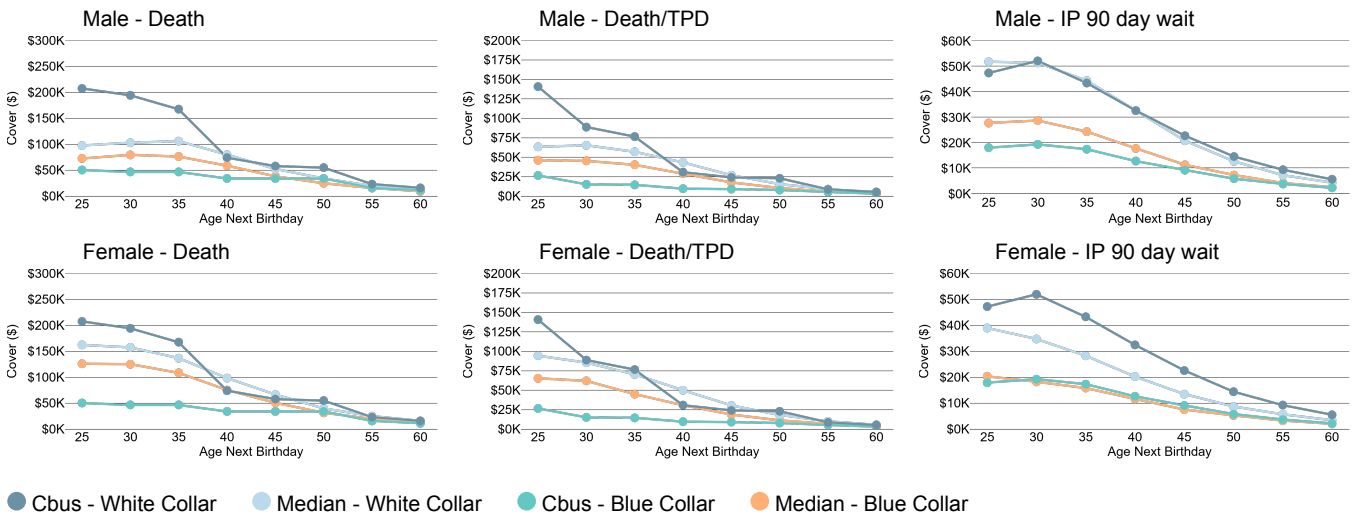 Male - Death
$300K
$250K
$200K
$150K
$100K
$50K
$0K
Cover ($)
25 30 35 40 45 50 55 60
Age Next Birthday
Male - Death/TPD
$200K
$175K
$150K
$125K
$100K
$75K
$50K
$25K
$0K
Cover ($)
25 30 35 40 45 50 55 60
Age Next Birthday
Male - IP 90 day wait
$60K
$50K
$40K
$30K
$20K
$10K
$0K
Cover ($)
25 30 35 40 45 50 55 60
Age Next Birthday
Female - Death
$300K
$250K
$200K
$150K
$100K
$50K
$0K
Cover ($)
25 30 35 40 45 50 55 60
Age Next Birthday
Female - Death/TPD
$200K
$175K
$150K
$125K
$100K
$75K
$50K
$25K
$0K
Cover ($)
25 30 35 40 45 50 55 60
Age Next Birthday
Female - IP 90 day wait
$60K
$50K
$40K
$30K
$20K
$10K
$0K
Cover ($)
25 30 35 40 45 50 55 60
Age Next Birthday
Cbus - White Collar Median - White Collar Cbus - Blue Collar Median - Blue Collar